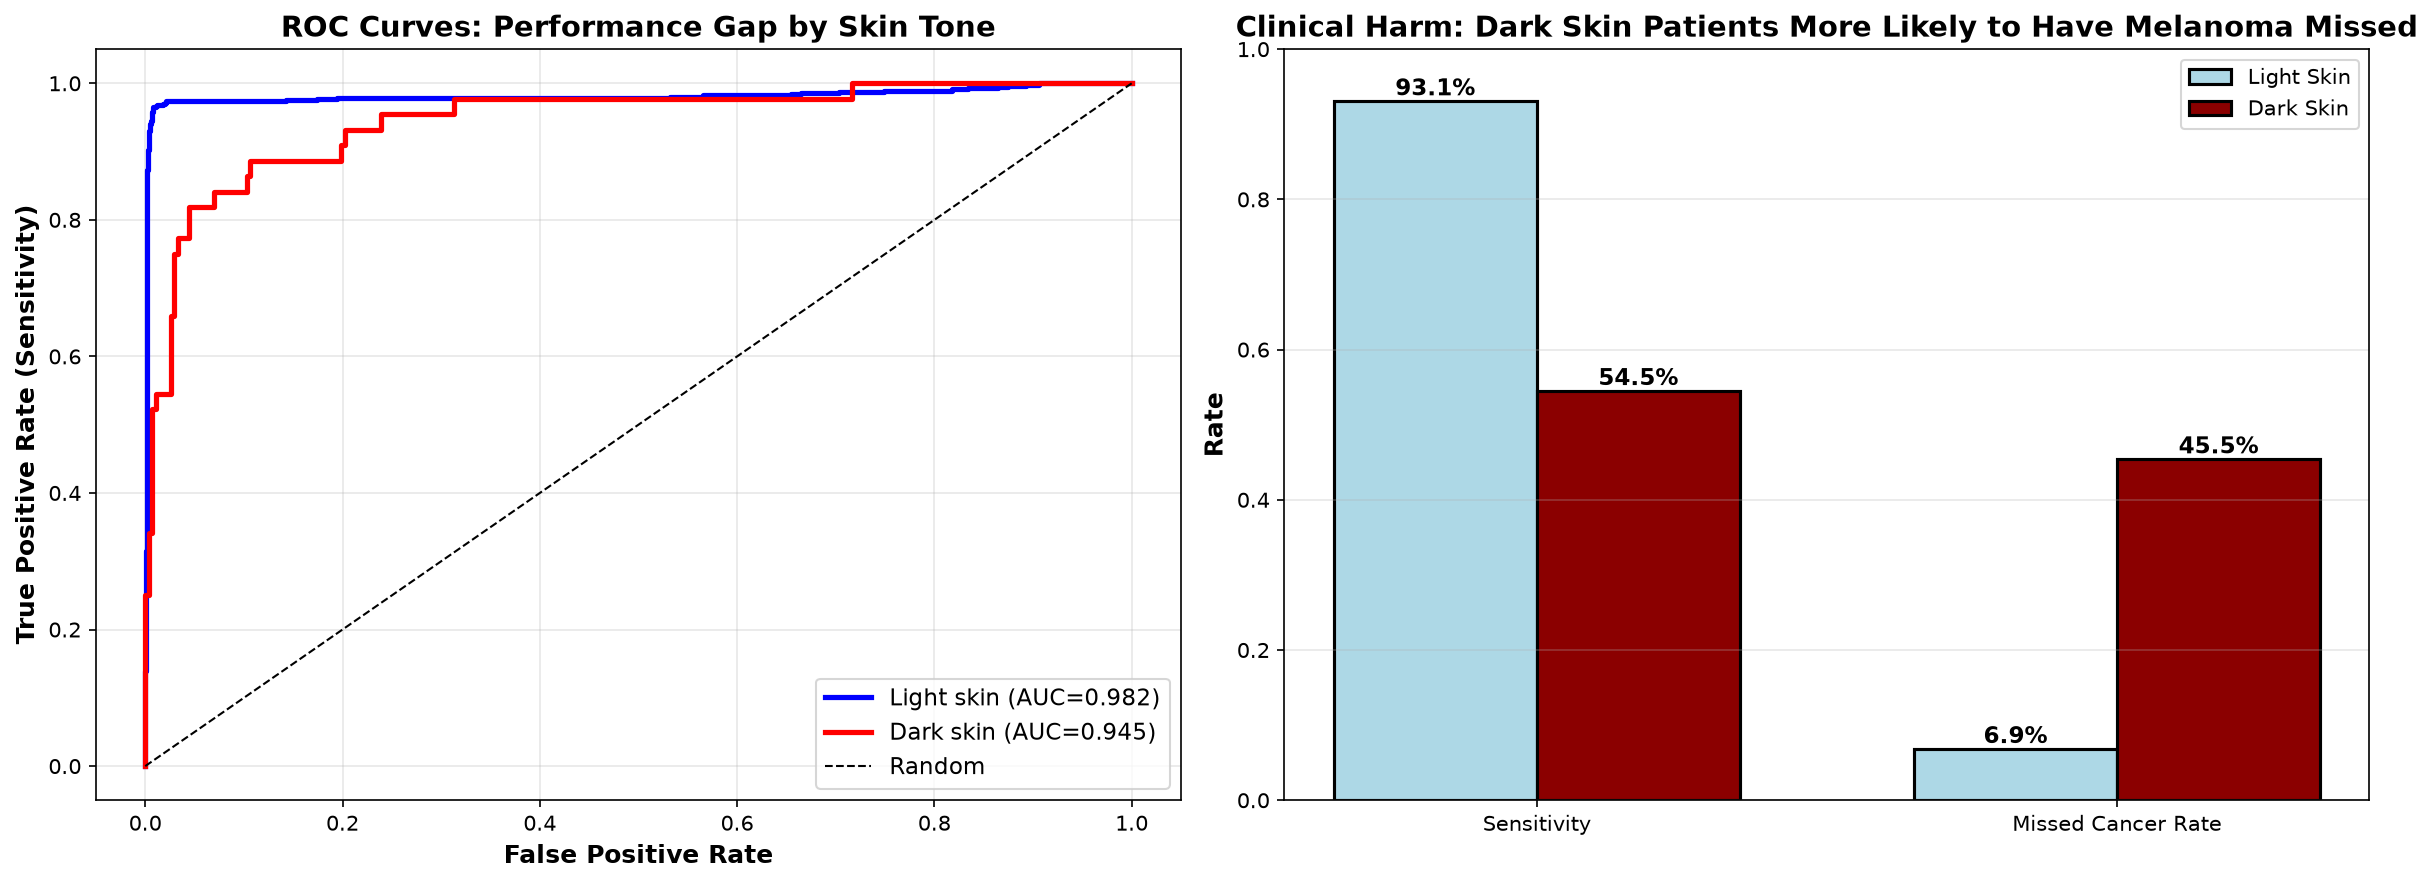 ROC Curves: Performance Gap by Skin Tone
True Positive Rate (Sensitivity)
1.0
0.8
0.6
0.4
0.2
0.0
0.0 0.2 0.4 0.6 0.8 1.0
False Positive Rate
Light skin (AUC=0.982)
Dark skin (AUC=0.945)
Random
Clinical Harm: Dark Skin Patients More Likely to Have Melanoma Missed
Rate
1.0
0.8
0.6
0.4
0.2
0.0
93.1%
54.5%
6.9%
45.5%
Sensitivity Missed Cancer Rate
Light Skin
Dark Skin